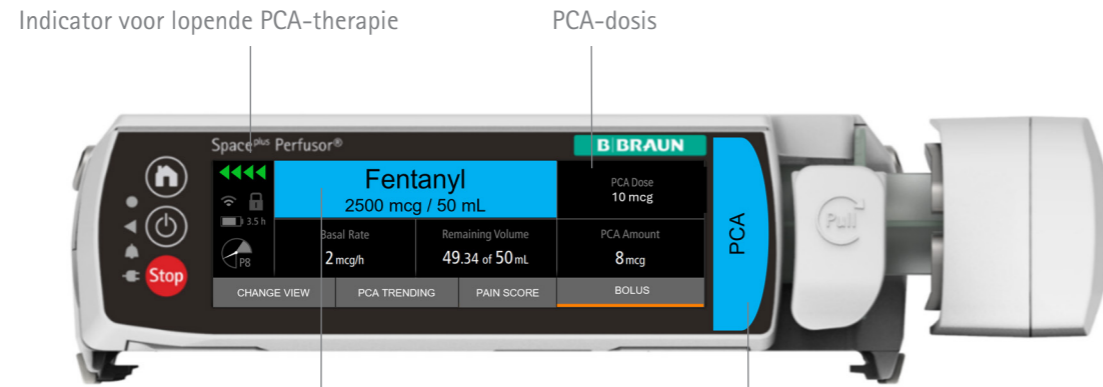 Indicator voor lopende PCA-therapie
PCA-dosis
Space plus Perfusor®
B BRAUN
Fentanyl
2500 mcg / 50 mL
PCA Dose
10 mcg
3.5 h
Basal Rate
2 mcg/h
Remaining Volume
49.34 of 50 mL
PCA Amount
8 mcg
P8
Stop
CHANGE VIEW
PCA TRENDING
PAIN SCORE
BOLUS
PCA
Pull